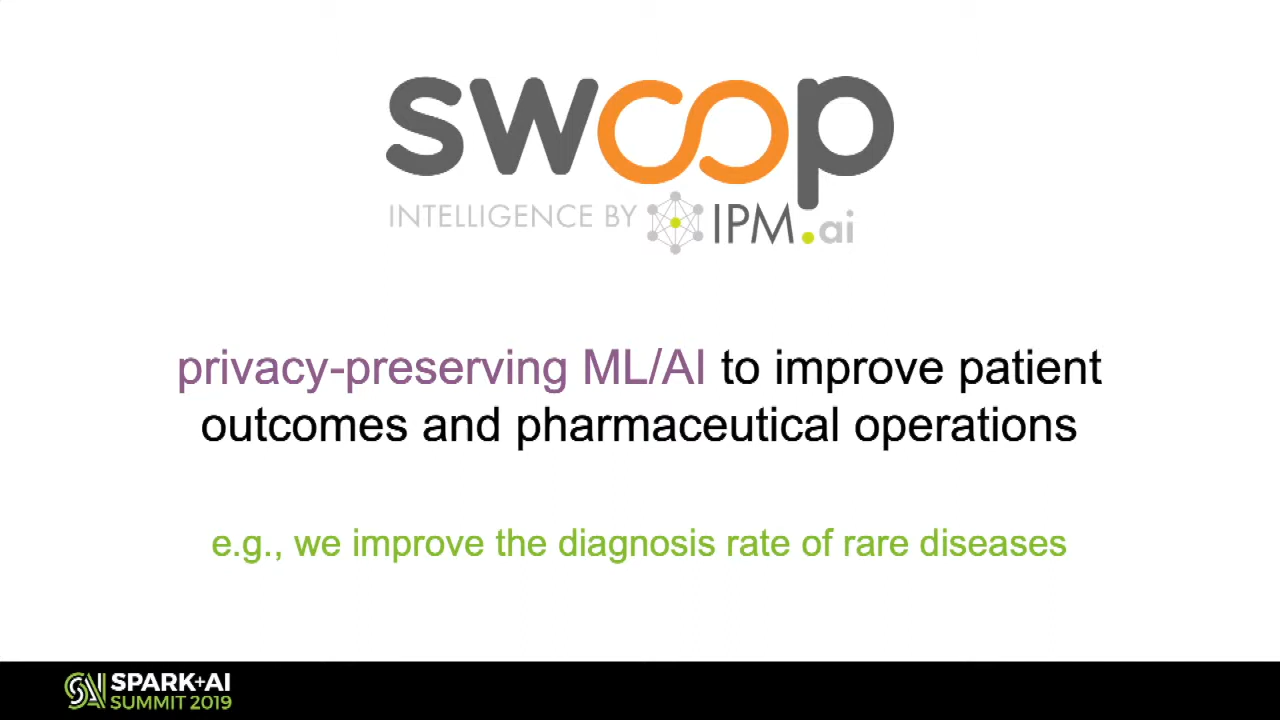 swoop
INTELLIGENCE BY IPM.ai
privacy-preserving ML/AI to improve patient
outcomes and pharmaceutical operations
e.g., we improve the diagnosis rate of rare diseases
SPARK+AI
SUMMIT 2019